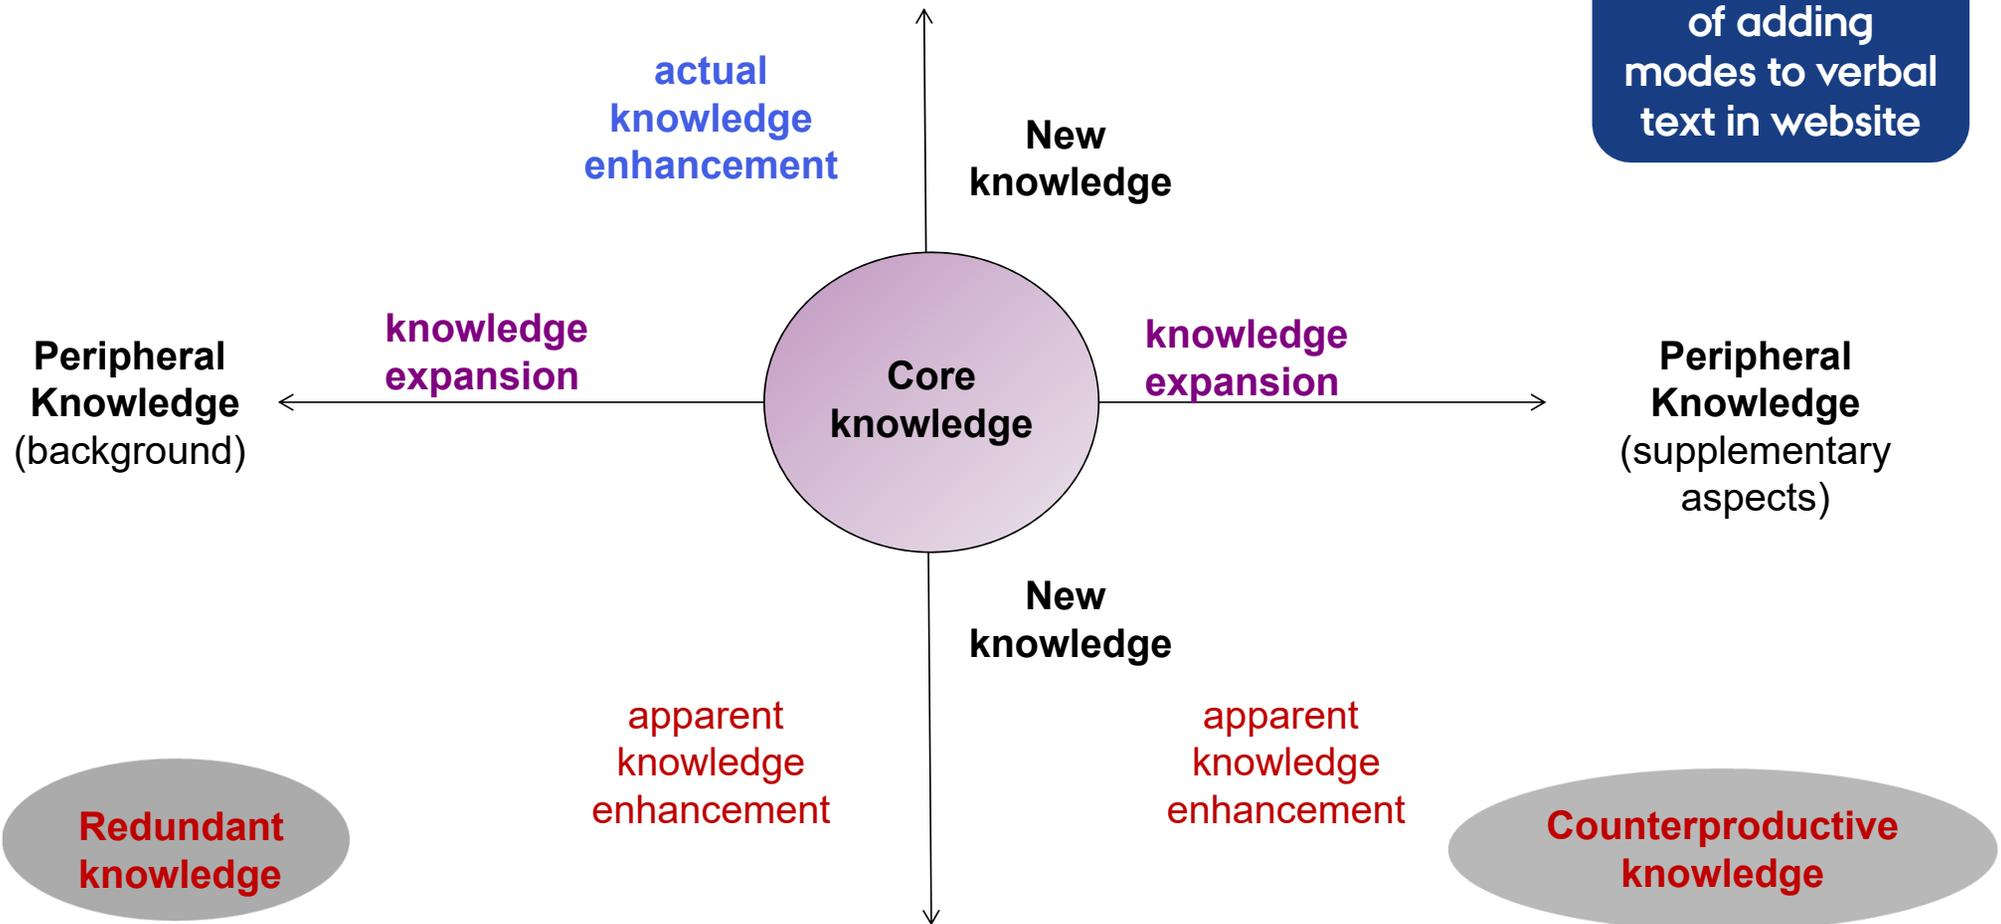 of adding
modes to verbal
text in website
actual
knowledge
enhancement
New
knowledge
Peripheral
Knowledge
(background)
knowledge
expansion
Core
knowledge
knowledge
expansion
Peripheral
Knowledge
(supplementary
aspects)
New
knowledge
apparent
knowledge
enhancement
apparent
knowledge
enhancement
Redundant
knowledge
Counterproductive
knowledge